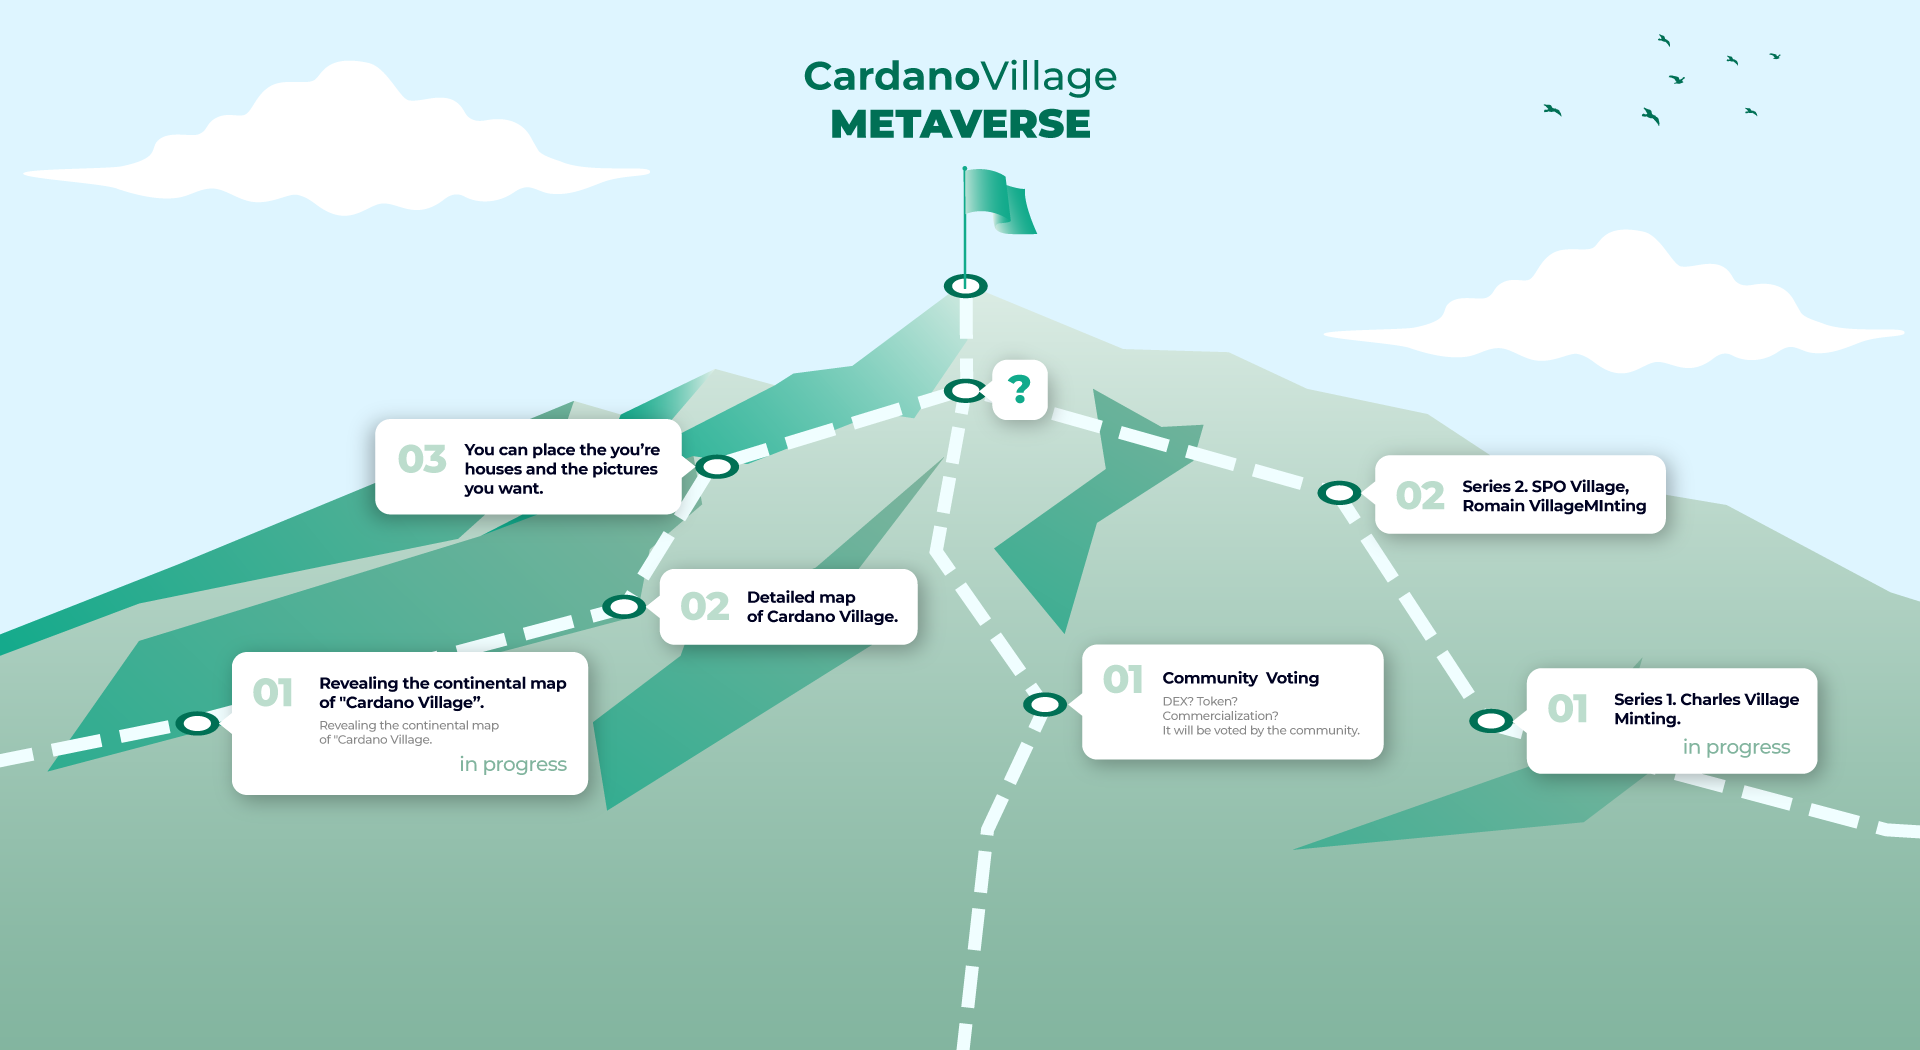 CardanoVillage
METAVERSE
?
03
You can place the you're
houses and the pictures
you want.
02
Series 2. SPO Village,
Romain VillageMInting
02
Detailed map
of Cardano Village.
01
Revealing the continental map
of "Cardano Village”.
Revealing the continental map
of "Cardano Village.
in progress
01
Community Voting
DEX? Token?
Commercialization?
It will be voted by the community.
01
Series 1. Charles Village
Minting.
in progress